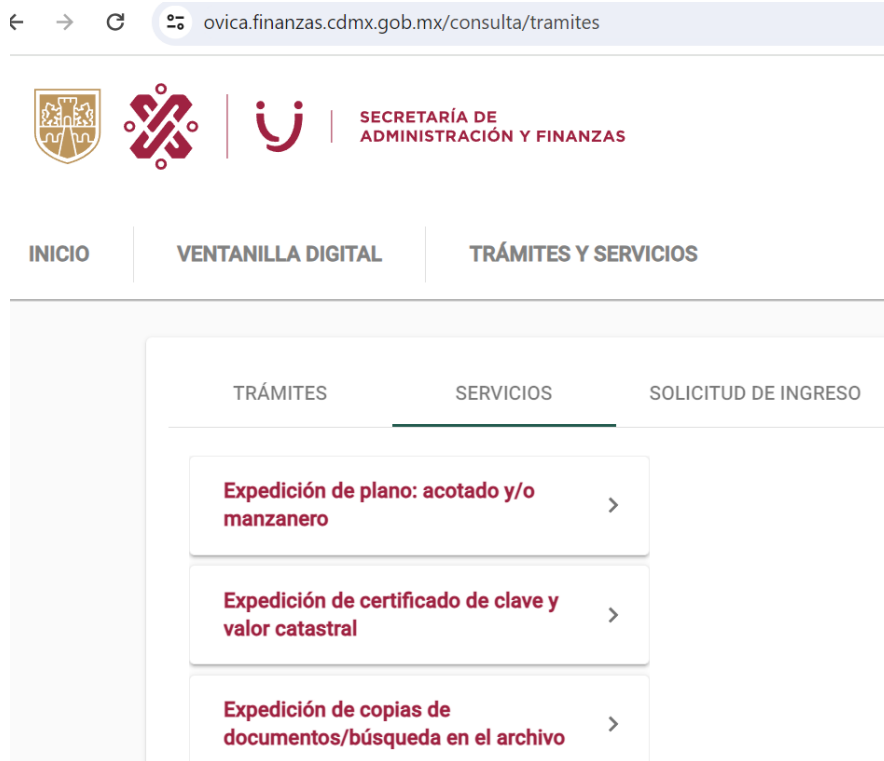 ovica.finanzas.cdmx.gob.mx/consulta/tramites
SECRETARÍA DE
ADMINISTRACIÓN Y FINANZAS
INICIO
VENTANILLA DIGITAL
TRÁMITES Y SERVICIOS
TRÁMITES
SERVICIOS
SOLICITUD DE INGRESO
Expedición de plano: acotado y/o
manzanero
Expedición de certificado de clave y
valor catastral
Expedición de copias de
documentos/búsqueda en el archivo